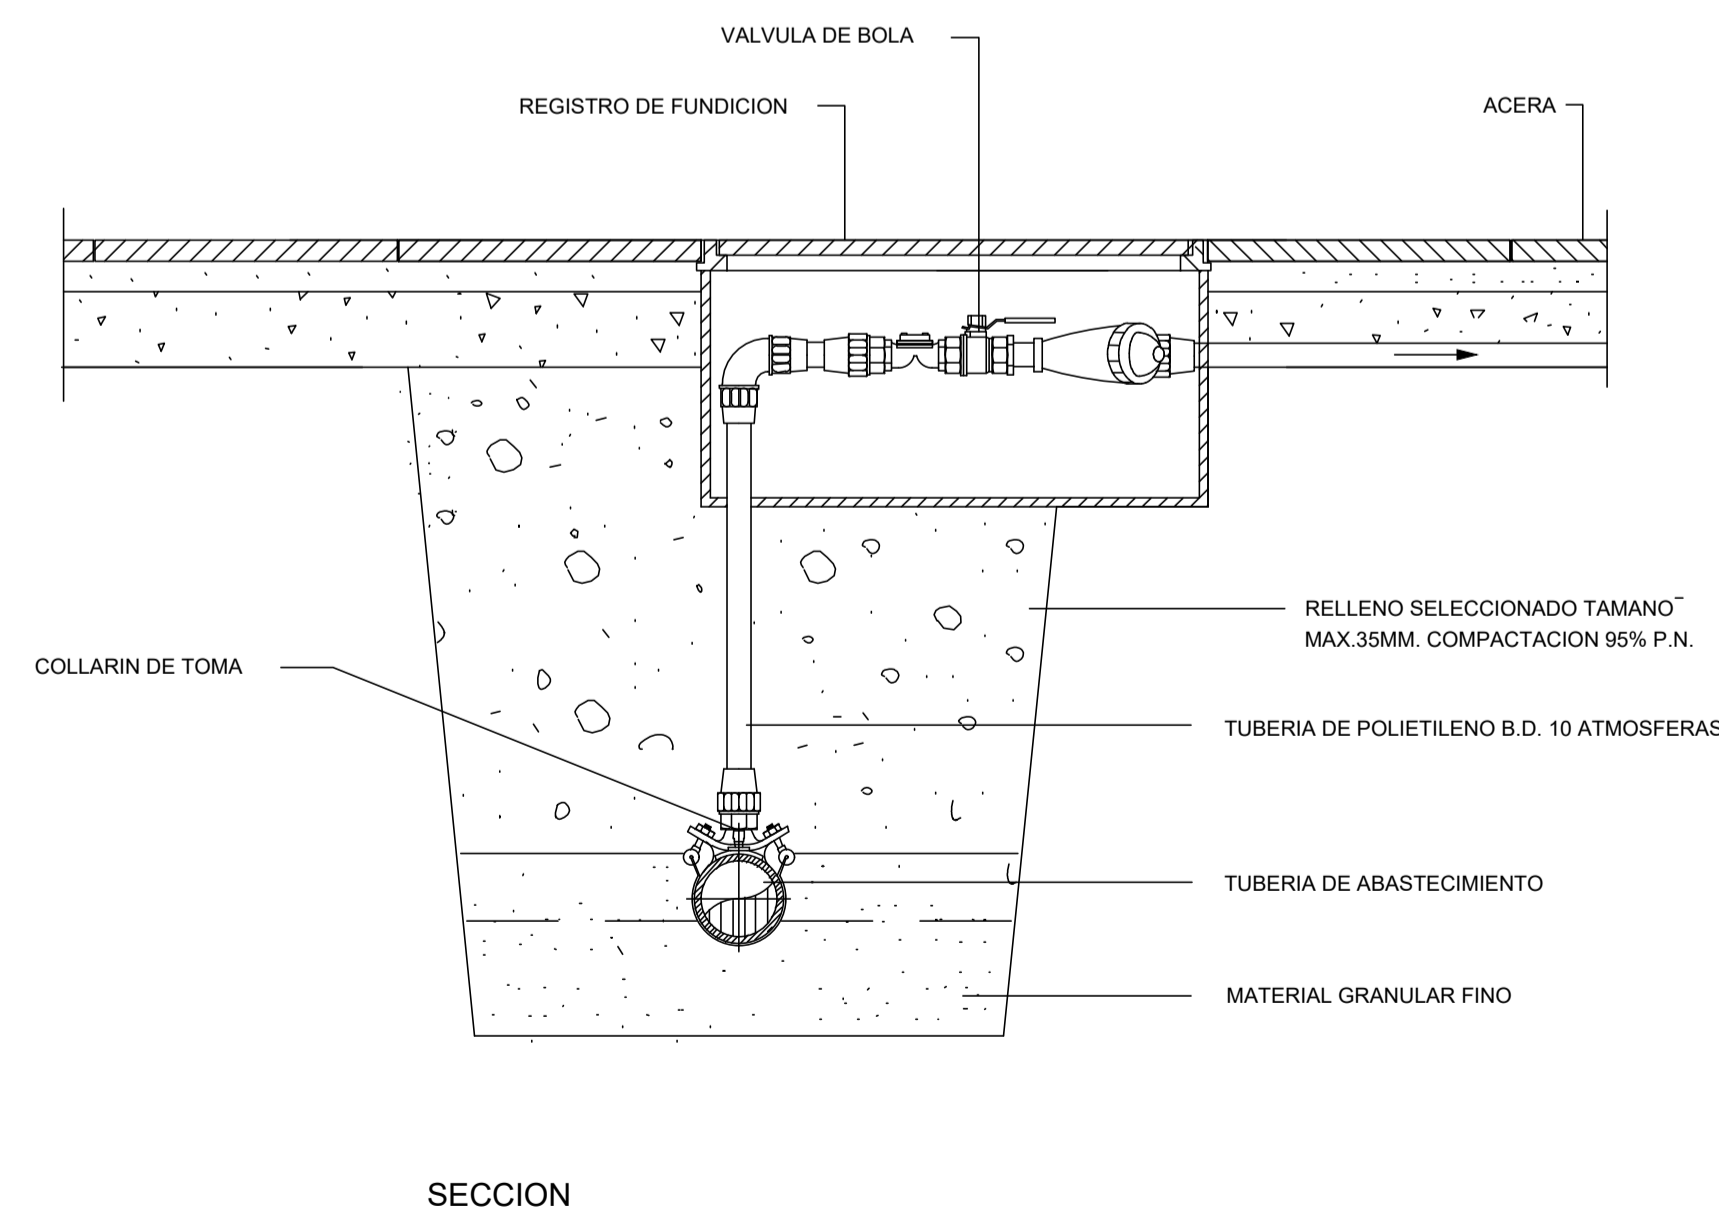 VALVULA DE BOLA
REGISTRO DE FUNDICION
ACERA
RELLENO SELECCIONADO TAMANO¯
MAX.35MM. COMPACTACION 95% P.N.
COLLARIN DE TOMA
TUBERIA DE POLIETILENO B.D. 10 ATMOSFERAS
TUBERIA DE ABASTECIMIENTO
MATERIAL GRANULAR FINO
SECCION